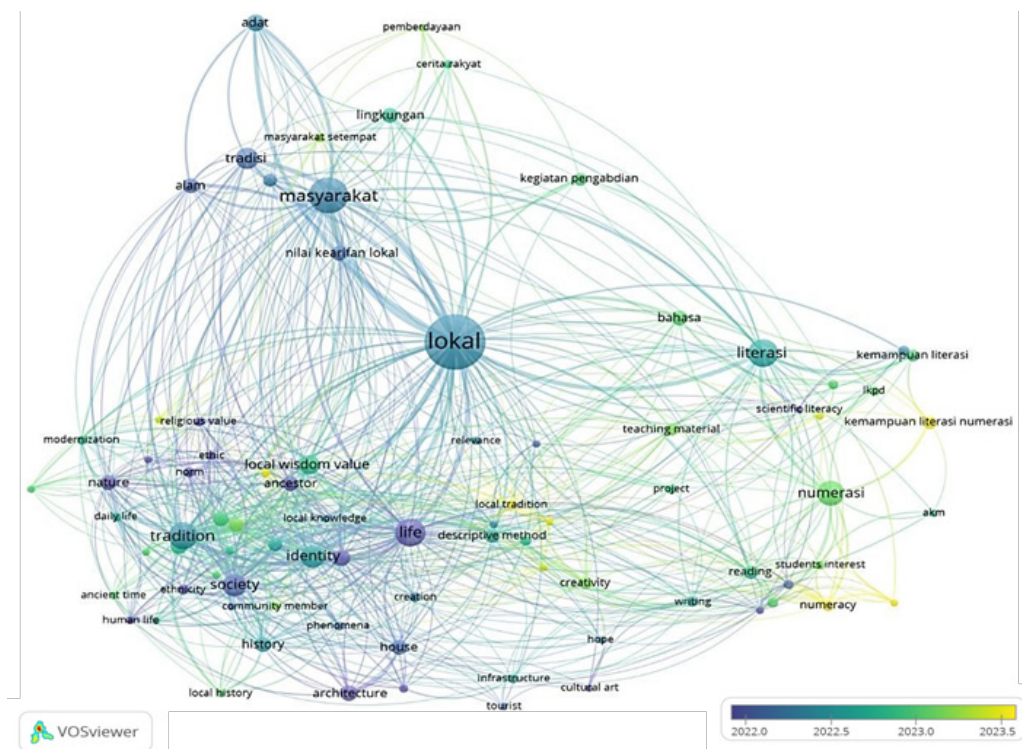 adat
pemberdayaan
cerita rakyat
lingkungan
masyarakat setempat
tradisi
kegiatan pengabdian
alam
masyarakat
nilai kearifan lokal
bahasa
lokal
literasi
kemampuan literasi
lkpd
scientific literacy
religious value
kemampuan literasi numerasi
teaching material
modernization
relevance
ethic
local wisdom value
norm
nature
ancestor
project
numerasi
local tradition
akm
daily life
local knowledge
life
tradition
descriptive method
identity
students interest
reading
society
creativity
ethnicity
ancient time
creation
community member
writing
numeracy
human life
phenomena
hope
history
house
infrastructure
cultural art
local history
architecture
tourist
VOSviewer
2022.0 2022.5 2023.0 2023.5